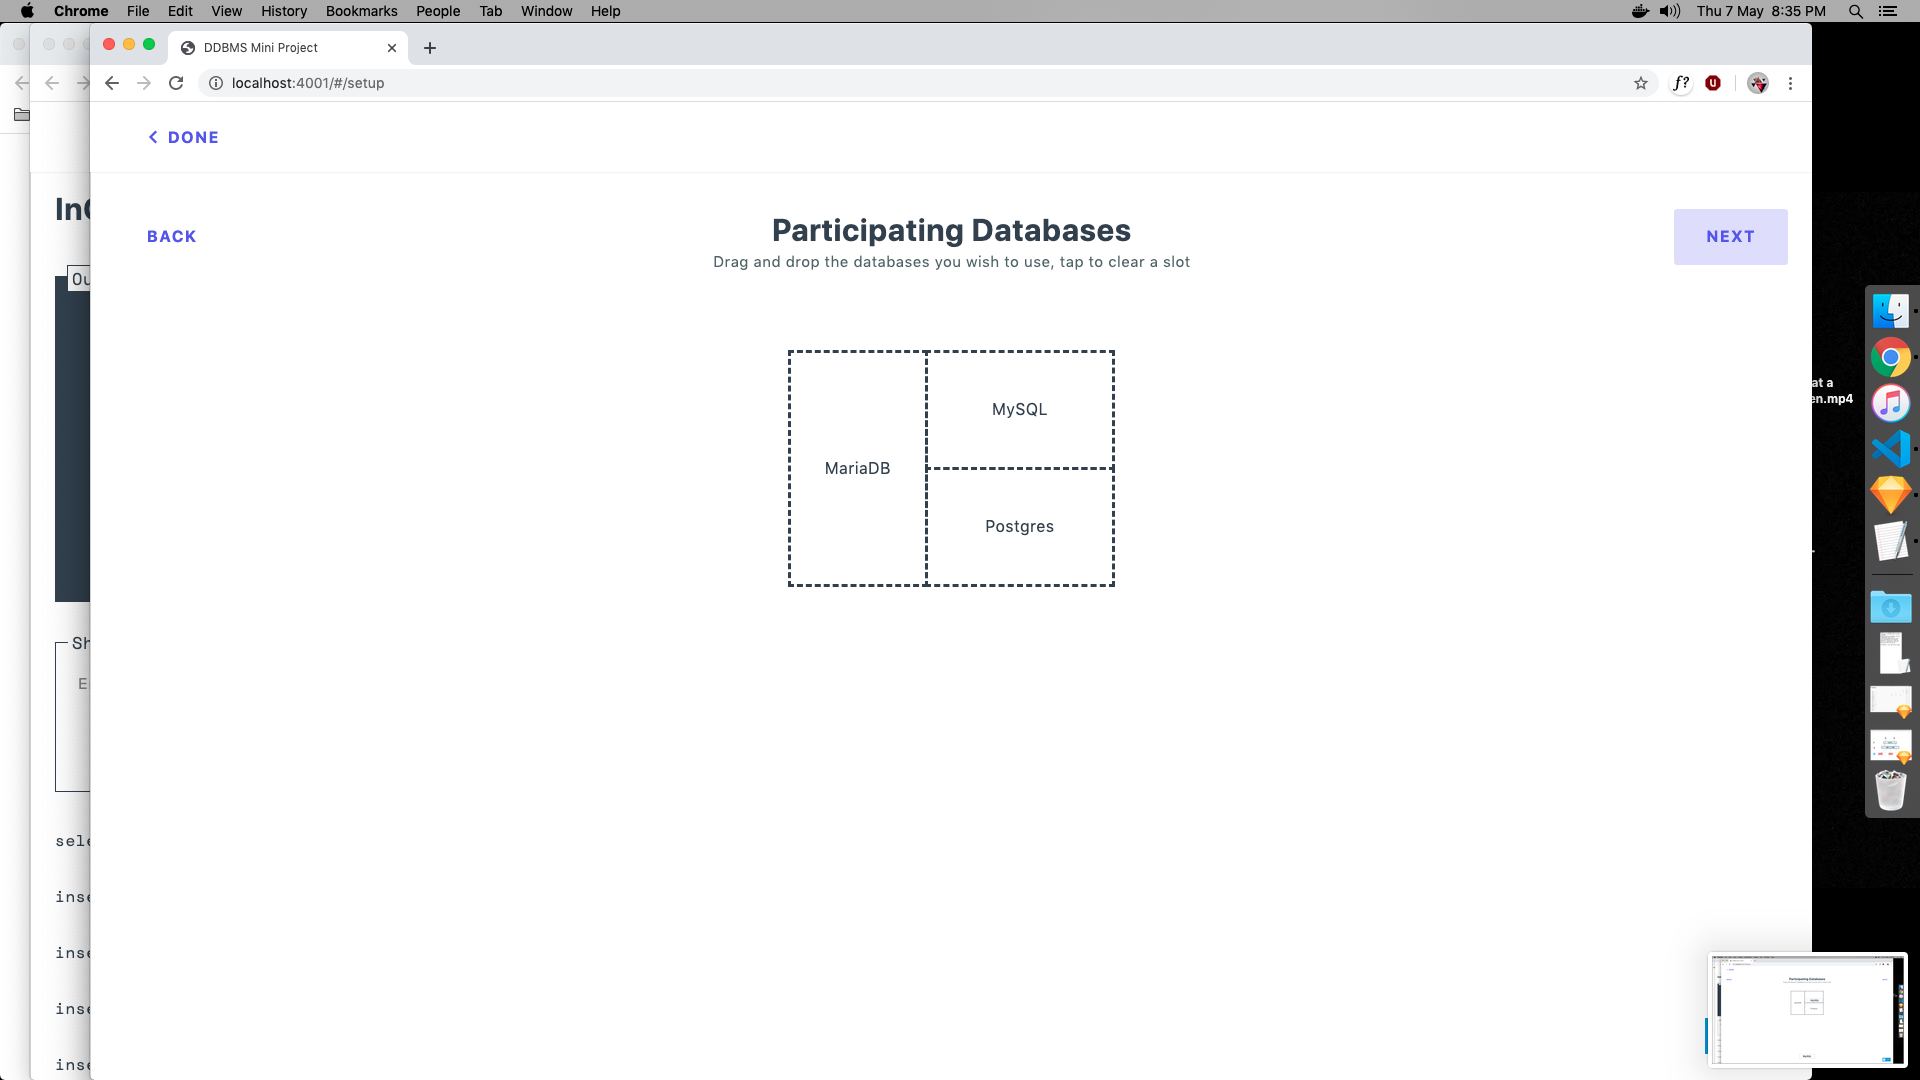 Chrome File Edit View History Bookmarks People Tab Window Help
Thu 7 May 8:35 PM
DDBMS Mini Project
localhost:4001/#/setup
DONE
BACK
Participating Databases
NEXT
Drag and drop the databases you wish to use, tap to clear a slot
MariaDB
MySQL
Postgres
at a
en.mp4
In
Ou
Sh
E
sele
inse
inse
inse
inse
Participating Databases